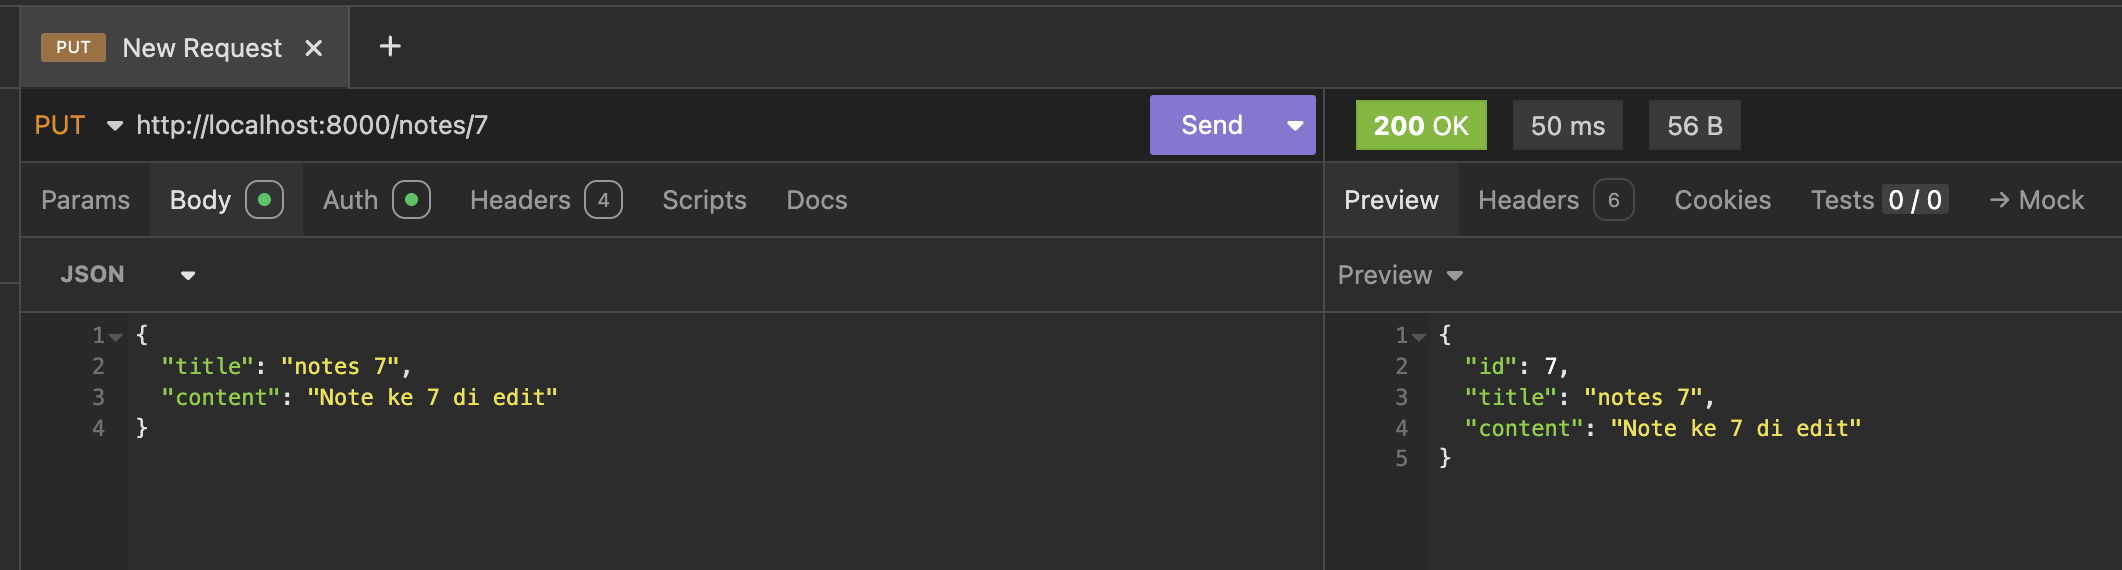 PUT New Request × +
PUT http://localhost:8000/notes/7 Send
200 OK 50 ms 56 B
Params Body Auth Headers 4 Scripts Docs
Preview Headers 6 Cookies Tests 0 / 0 → Mock
JSON
Preview
1 {
2 "title": "notes 7",
3 "content": "Note ke 7 di edit"
4 }
1 {
2 "id": 7,
3 "title": "notes 7",
4 "content": "Note ke 7 di edit"
5 }